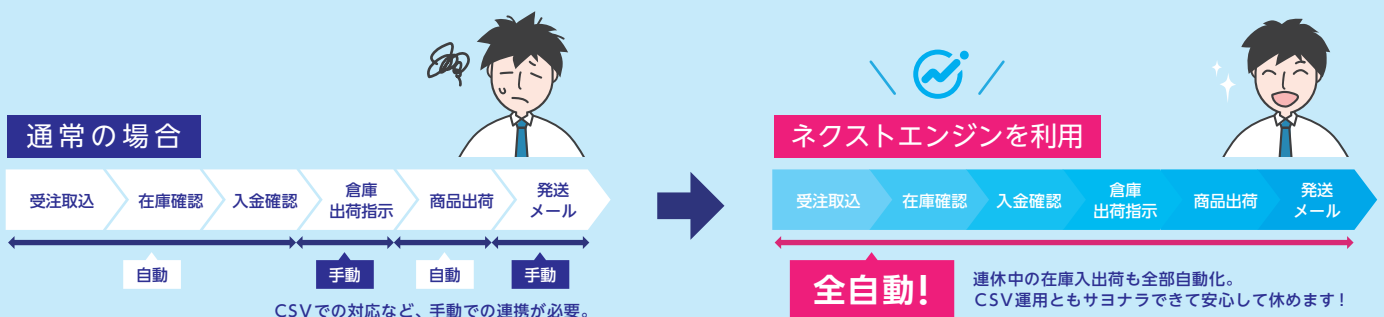 通常の場合
受注取込
在庫確認
入金確認
倉庫
出荷指示
商品出荷
発送
メール
自動
手動
自動
手動
CSVでの対応など、手動での連携が必要。
ネクストエンジンを利用
受注取込
在庫確認
入金確認
倉庫
出荷指示
商品出荷
発送
メール
全自動!
連休中の在庫入出荷も全部自動化。
CSV運用ともサヨナラできて安心して休めます!